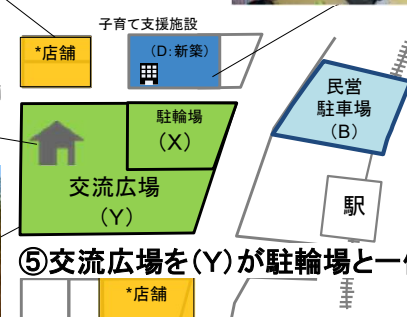 子育て支援施設
*店舗
(D:新築)
駐輪場
(X)
民営
駐車場
(B)
交流広場
(Y)
駅
⑤交流広場を(Y)が駐輪場と一
*店舗